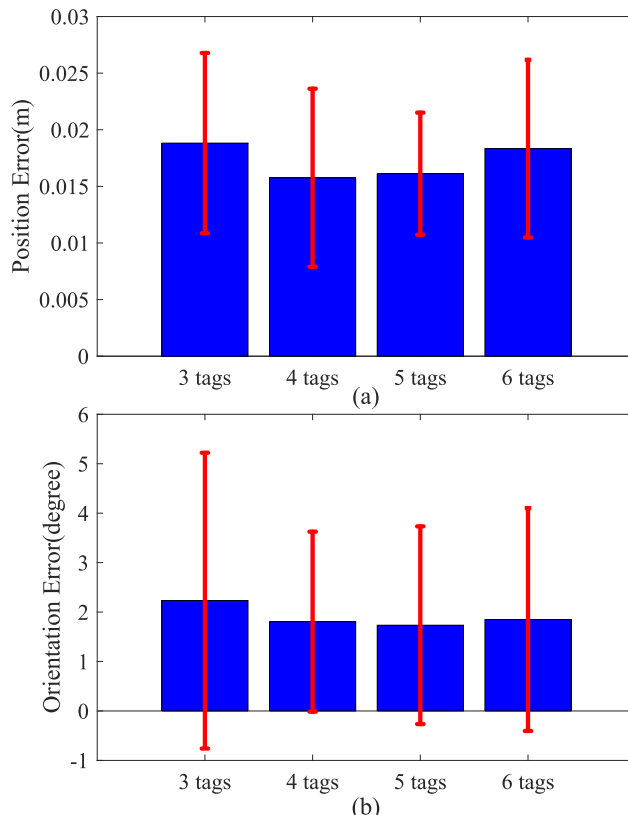 0.03
0.025
0.02
0.015
0.01
0.005
0
Position Error(m)
3 tags 4 tags 5 tags 6 tags
(a)
6
5
4
3
2
1
0
-1
Orientation Error(degree)
3 tags 4 tags 5 tags 6 tags
(b)